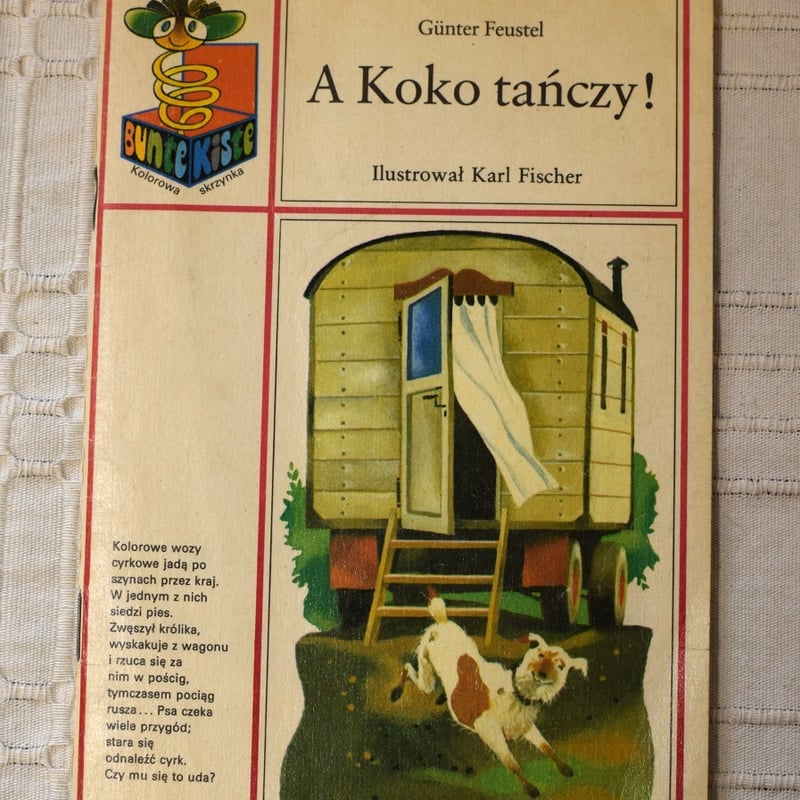 Günter Feustel
A Koko tańczy!
Ilustrował Karl Fischer
Bunte Kiste
Kolorowa skrzynka
Kolorowe wozy
cyrkowe jadą po
szynach przez kraj.
W jednym z nich
siedzi pies.
Zwęszył królika,
wyskakuje z wagonu
i rzuca się za
nim w pościg,
tymczasem pociąg
rusza... Psa czeka
wiele przygód;
stara się
odnaleźć cyrk.
Czy mu się to uda?